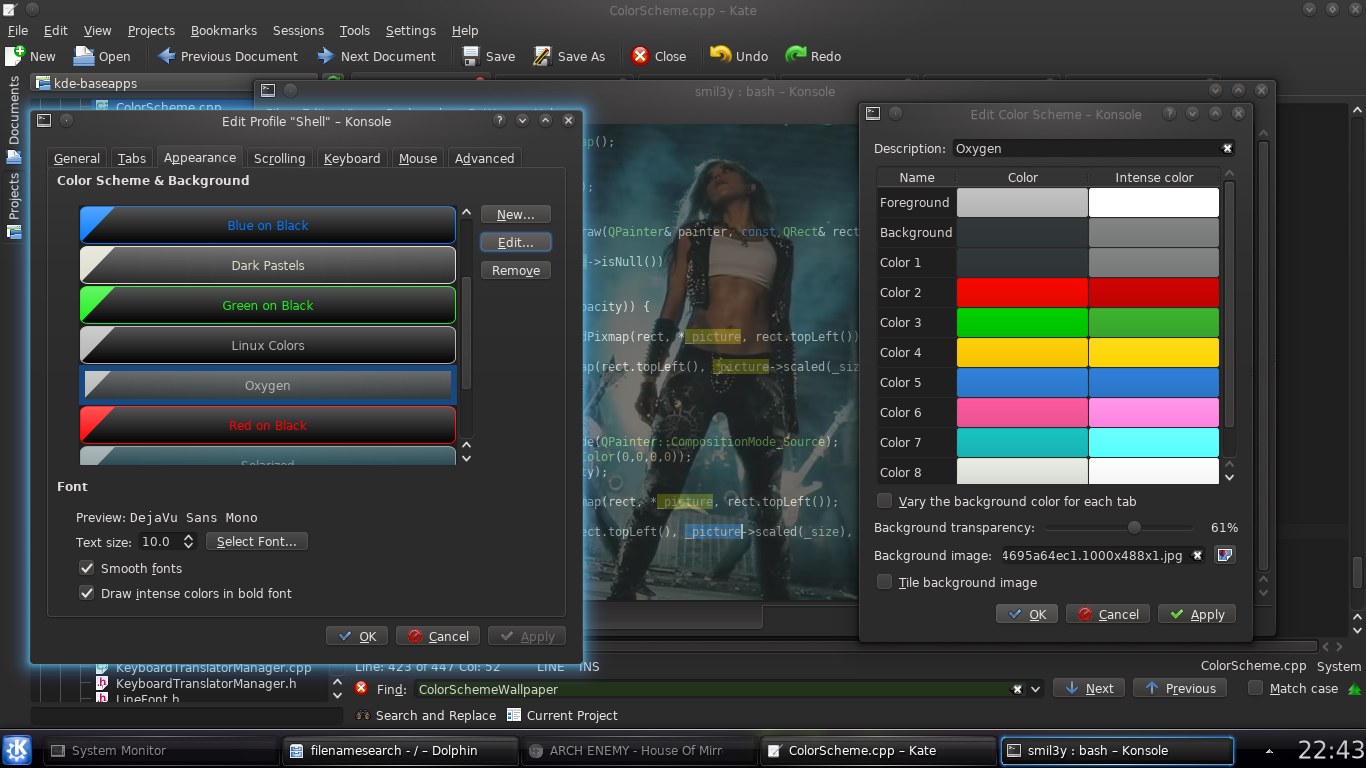 ColorScheme.cpp – Kate
File Edit View Projects Bookmarks Sessions Tools Settings Help
New Open Previous Document Next Document Save Save As Close Undo Redo
Documents
Projects
kde-baseapps
ColorScheme.cpp
smil3y : bash – Konsole
Edit Profile "Shell" – Konsole
General Tabs Appearance Scrolling Keyboard Mouse Advanced
Color Scheme & Background
Blue on Black
Dark Pastels
Green on Black
Linux Colors
Oxygen
Red on Black
Solarized
New...
Edit...
Remove
Font
Preview: DejaVu Sans Mono
Text size: 10.0 Select Font...
Smooth fonts
Draw intense colors in bold font
OK Cancel Apply
raw(QPainter& painter, const QRect& rect
->isNull())
pacity)) {
dPixmap(rect, *_picture, rect.topLeft())
ap(rect.topLeft(), _picture->scaled(_siz
de(QPainter::CompositionMode_Source);
Color(0,0,0,0));
ty);
map(rect, *_picture, rect.topLeft());
ect.topLeft(), _picture->scaled(_size),
Edit Color Scheme – Konsole
Description: Oxygen
Name Color Intense color
Foreground
Background
Color 1
Color 2
Color 3
Color 4
Color 5
Color 6
Color 7
Color 8
Vary the background color for each tab
Background transparency: 61%
Background image: 4695a64ec1.1000x488x1.jpg
Tile background image
OK Cancel Apply
KeyboardTranslatorManager.cpp
KeyboardTranslatorManager.h
LineFont.h
Line: 423 of 447 Col: 52 LINE INS ColorScheme.cpp System
Find: ColorSchemeWallpaper Next Previous Match case
Search and Replace Current Project
System Monitor
filenamesearch - / – Dolphin
ARCH ENEMY - House Of Mirr
ColorScheme.cpp – Kate
smil3y : bash – Konsole
22:43